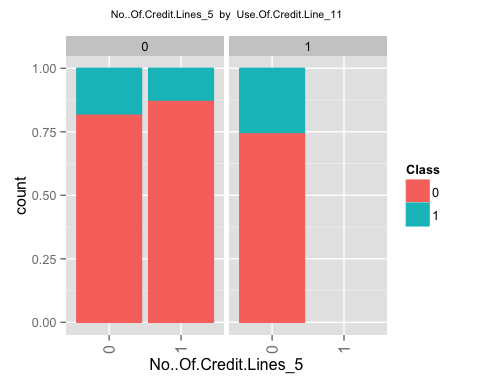 No..Of.Credit.Lines_5 by Use.Of.Credit.Line_11
0 1
1.00
0.75
0.50
0.25
0.00
count
0 1 0 1
No..Of.Credit.Lines_5
Class
0
1